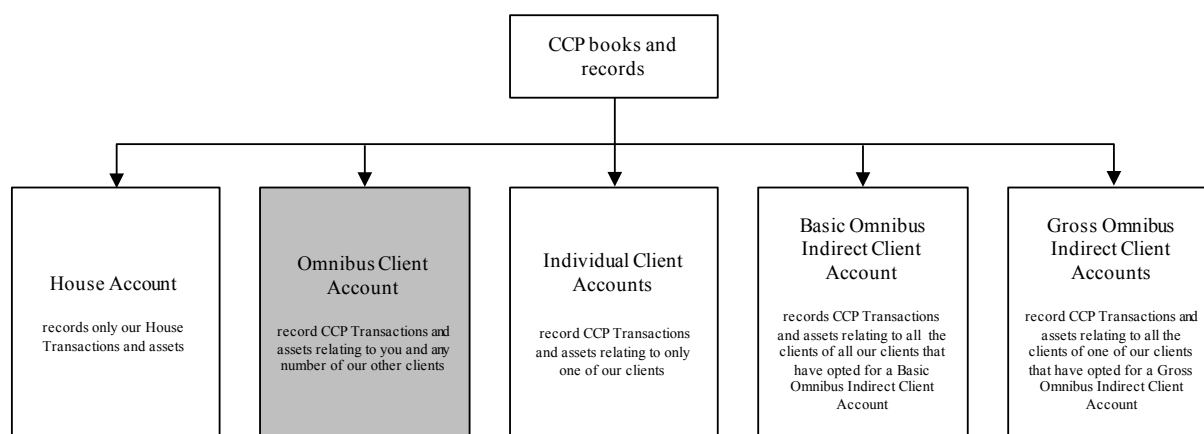 CCP books and
records
House Account
records only our House
Transactions and assets
Omnibus Client
Account
record CCP Transactions and
assets relating to you and any
number of our other clients
Individual Client
Accounts
record CCP Transactions
and assets relating to only
one of our clients
Basic Omnibus
Indirect Client
Account
records CCP Transactions
and assets relating to all the
clients of all our clients that
have opted for a Basic
Omnibus Indirect Client
Account
Gross Omnibus
Indirect Client
Accounts
record CCP Transactions and
assets relating to all the
clients of one of our clients
that have opted for a Gross
Omnibus Indirect Client
Account